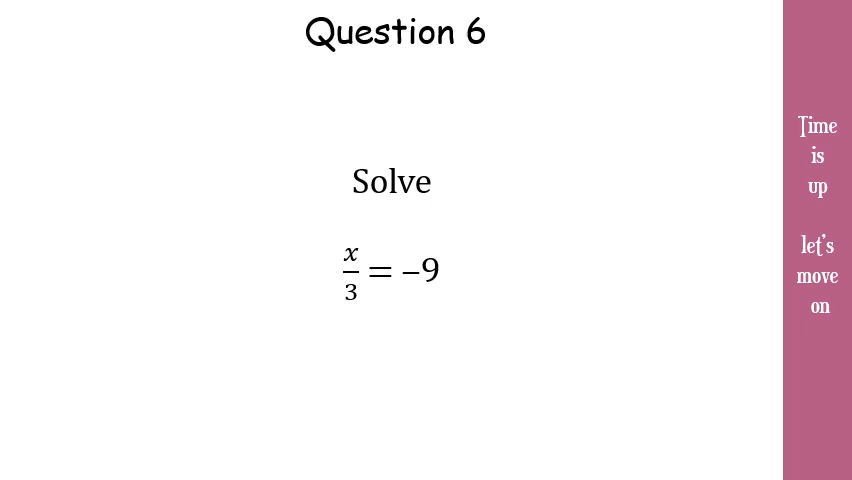 Question 6
Solve
x/3 = –9
Time
is
up
let's
move
on